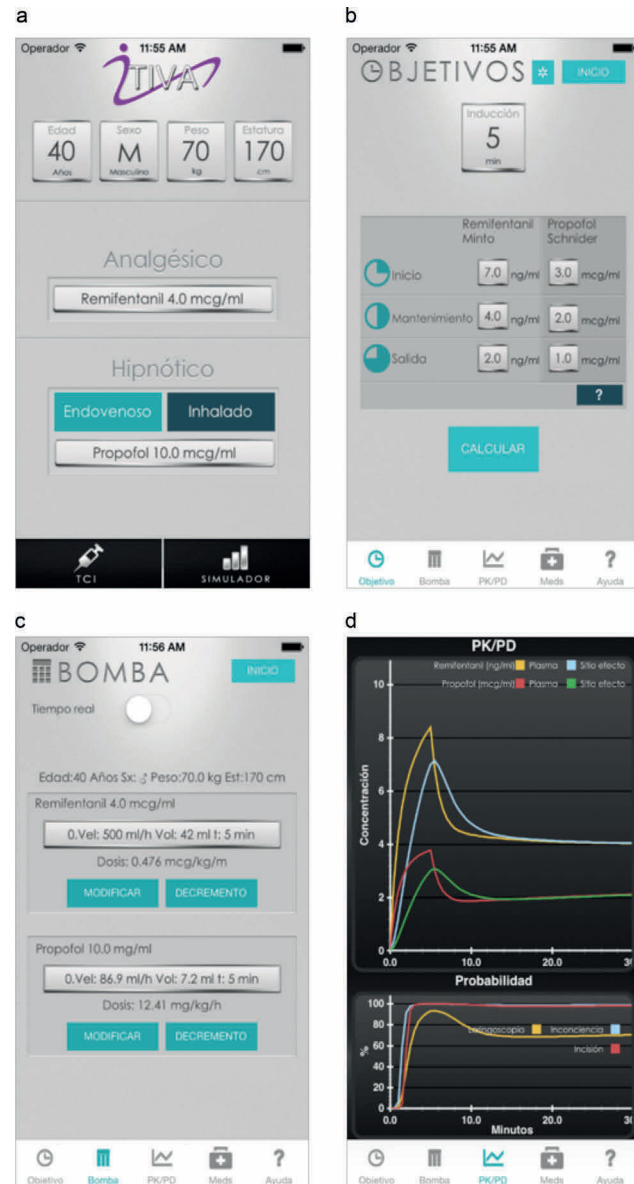 a
Operador 11:55 AM
iTIVA
Edad Sexo Peso Estatura
40 M 70 170
Años Masculino kg cm
Analgésico
Remifentanil 4.0 mcg/ml
Hipnótico
Endovenoso Inhalado
Propofol 10.0 mcg/ml
TCI SIMULADOR
b
Operador 11:55 AM
OBJETIVOS * INICIO
Inducción
5
min
Remifentanil Propofol
Minto Schnider
Inicio 7.0 ng/ml 3.0 mcg/ml
Mantenimiento 4.0 ng/ml 2.0 mcg/ml
Salida 2.0 ng/ml 1.0 mcg/ml
?
CALCULAR
Objetivo Bomba PK/PD Meds Ayuda
c
Operador 11:56 AM
BOMBA INICIO
Tiempo real
Edad:40 Años Sx: ♂ Peso:70.0 kg Est:170 cm
Remifentanil 4.0 mcg/ml
0.Vel: 500 ml/h Vol: 42 ml t: 5 min
Dosis: 0.476 mcg/kg/m
MODIFICAR DECREMENTO
Propofol 10.0 mg/ml
0.Vel: 86.9 ml/h Vol: 7.2 ml t: 5 min
Dosis: 12.41 mg/kg/h
MODIFICAR DECREMENTO
Objetivo Bomba PK/PD Meds Ayuda
d
PK/PD
Remifentanil (ng/ml) Plasma Sitio efecto
Propofol (mcg/ml) Plasma Sitio efecto
Concentración
10
8
6
4
2
0
0.0 10.0 20.0 30
Probabilidad
100
80
60
40
20
0
%
Laringoscopia Inconciencia
Incisión
0.0 10.0 20.0 30
Minutos
Objetivo Bomba PK/PD Meds Ayuda